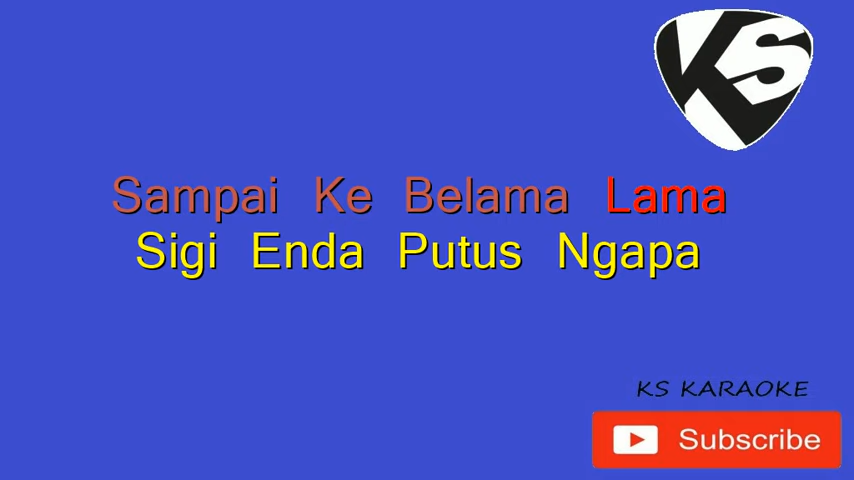 KS
Sampai Ke Belama Lama
Sigi Enda Putus Ngapa
KS KARAOKE
Subscribe